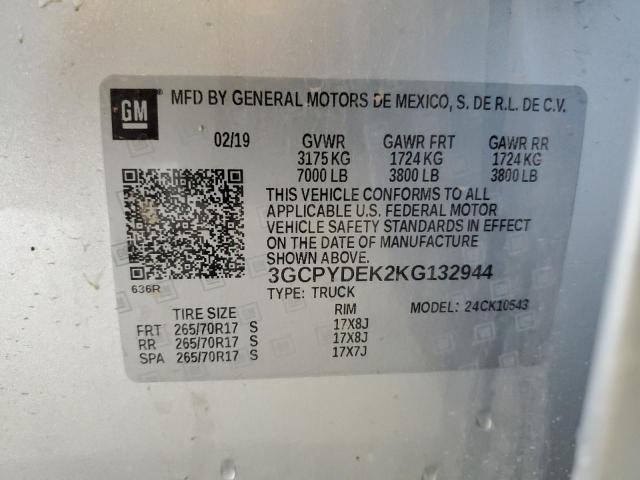 GM MFD BY GENERAL MOTORS DE MEXICO, S. DE R.L. DE C.V.
02/19 GVWR GAWR FRT GAWR RR
3175 KG 1724 KG 1724 KG
7000 LB 3800 LB 3800 LB
THIS VEHICLE CONFORMS TO ALL
APPLICABLE U.S. FEDERAL MOTOR
VEHICLE SAFETY STANDARDS IN EFFECT
ON THE DATE OF MANUFACTURE
SHOWN ABOVE.
3GCPYDEK2KG132944
636R TYPE: TRUCK MODEL: 24CK10543
TIRE SIZE RIM
FRT 265/70R17 S 17X8J
RR 265/70R17 S 17X8J
SPA 265/70R17 S 17X7J